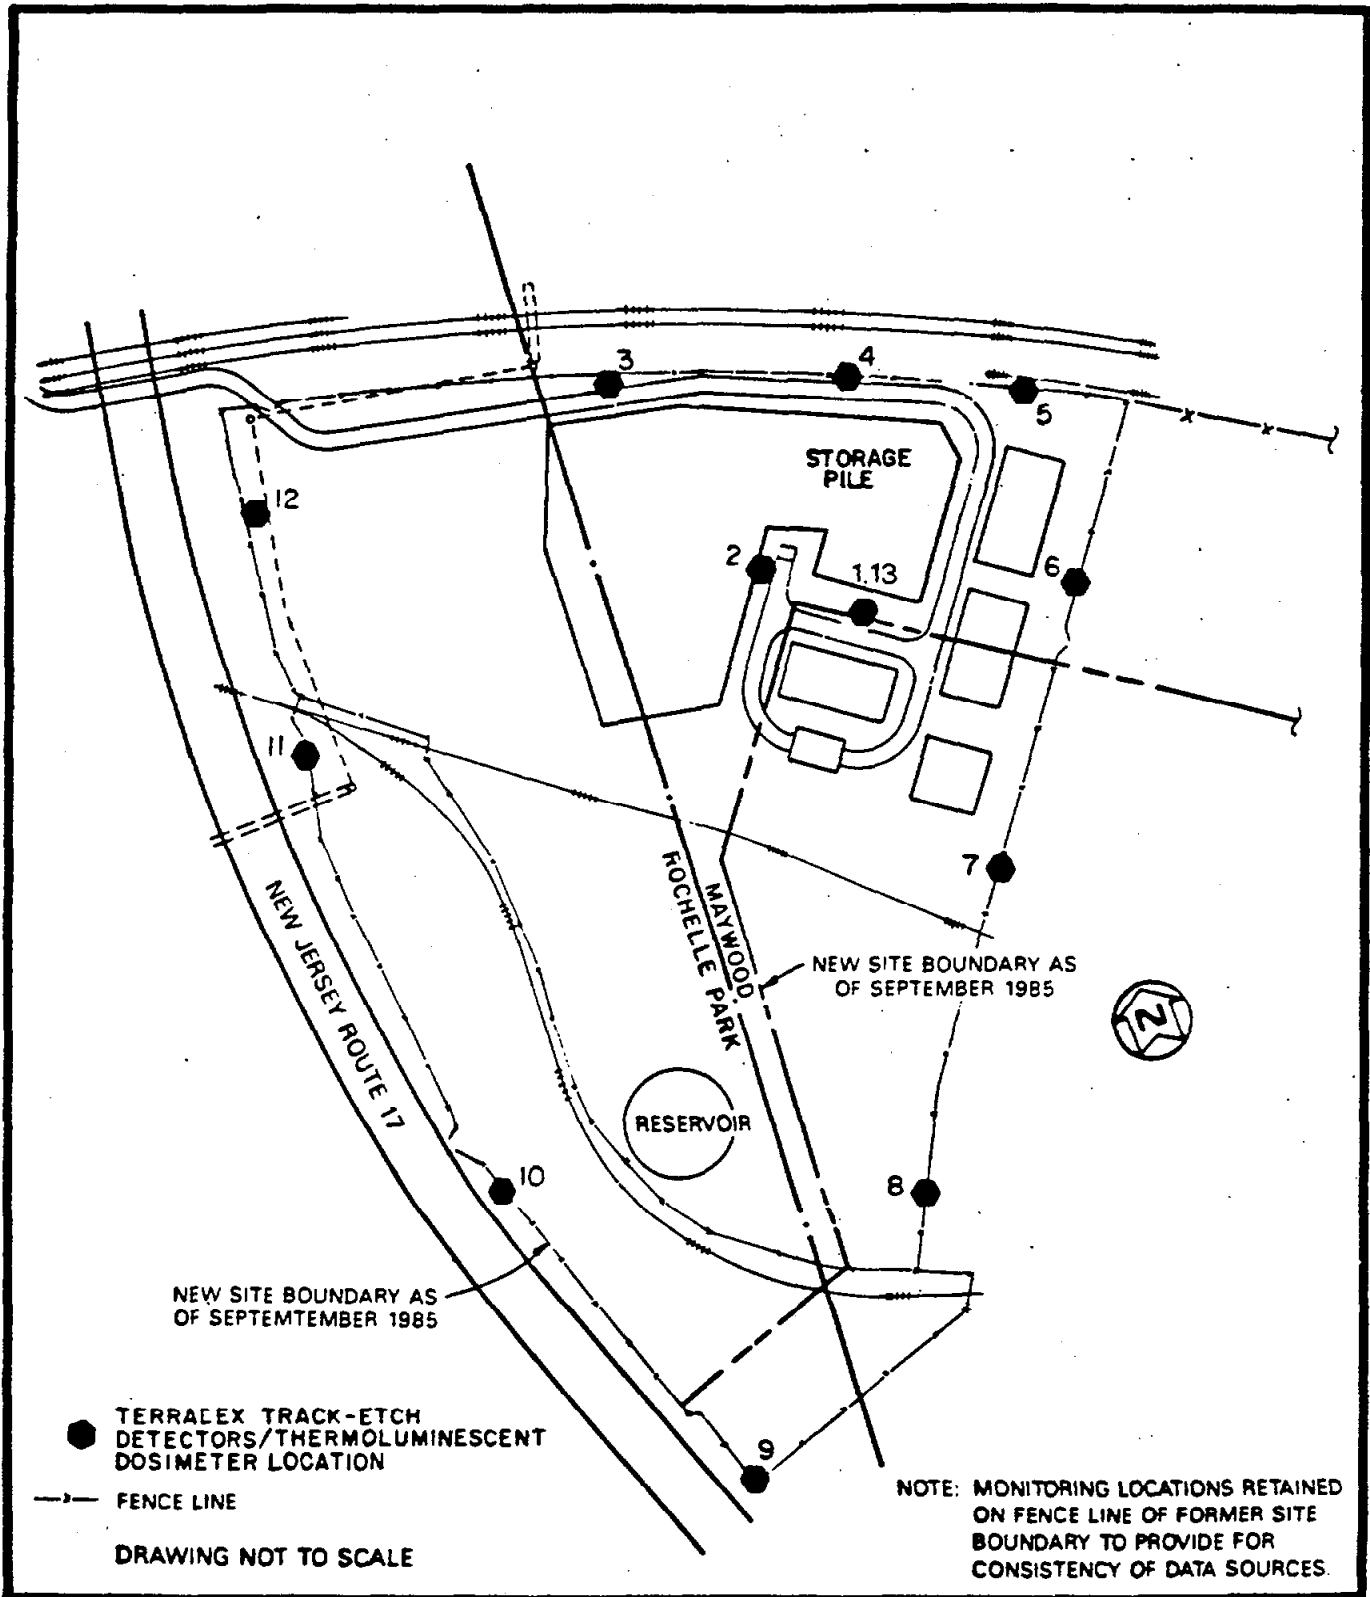 3
4
5
STORAGE
PILE
12
2
1.13
6
11
7
MAYWOOD
ROCHELLE PARK
NEW JERSEY ROUTE 17
NEW SITE BOUNDARY AS
OF SEPTEMBER 1985
N
RESERVOIR
10
8
NEW SITE BOUNDARY AS
OF SEPTEMTEMBER 1985
9
TERRALEX TRACK-ETCH
DETECTORS/THERMOLUMINESCENT
DOSIMETER LOCATION
FENCE LINE
DRAWING NOT TO SCALE
NOTE: MONITORING LOCATIONS RETAINED
ON FENCE LINE OF FORMER SITE
BOUNDARY TO PROVIDE FOR
CONSISTENCY OF DATA SOURCES.